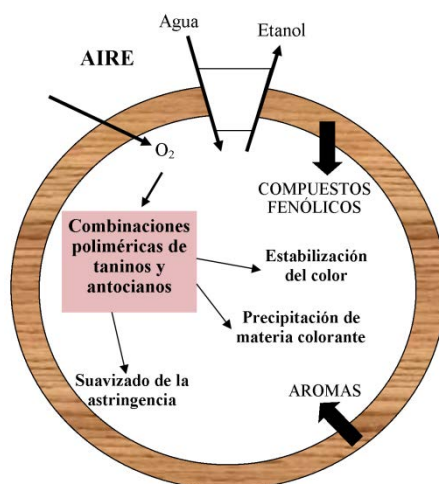 Agua
Etanol
AIRE
O₂
COMPUESTOS
FENÓLICOS
Combinaciones
poliméricas de
taninos y
antocianos
Estabilización
del color
Precipitación de
materia colorante
Suavizado de la
astringencia
AROMAS